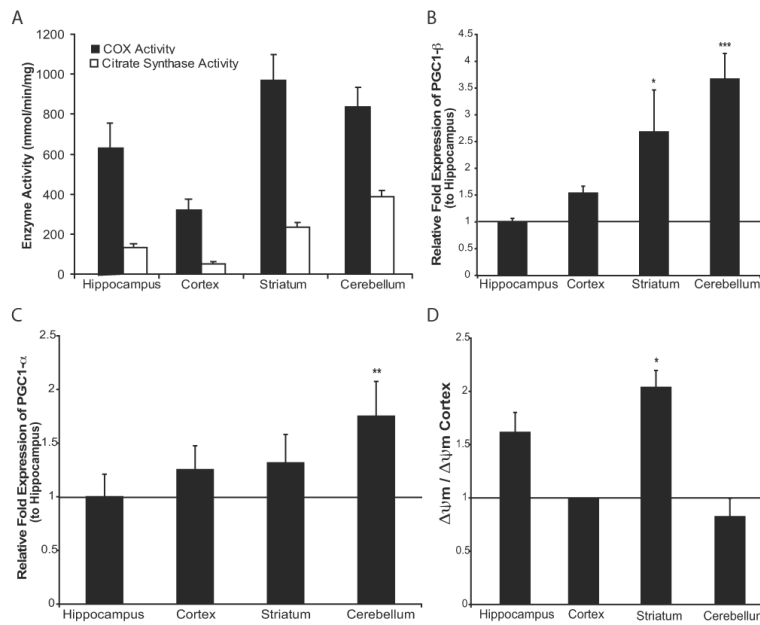 A
1200
1000
800
600
400
200
0
Enzyme Activity (mmol/min/mg)
COX Activity
Citrate Synthase Activity
Hippocampus Cortex Striatum Cerebellum
B
4.5
4
3.5
3
2.5
2
1.5
1
0.5
0
Relative Fold Expression of PGC1-β
(to Hippocampus)
*
***
Hippocampus Cortex Striatum Cerebellum
C
2.5
2
1.5
1
0.5
0
Relative Fold Expression of PGC1-α
(to Hippocampus)
**
Hippocampus Cortex Striatum Cerebellum
D
2.5
2
1.5
1
0.5
0
Δψm / Δψm Cortex
*
Hippocampus Cortex Striatum Cerebellum